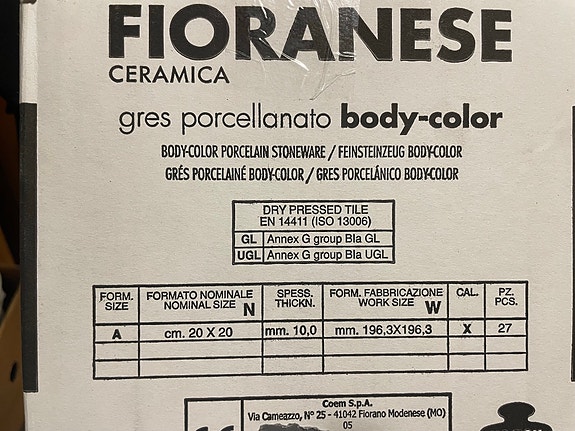 FIORANESE
CERAMICA
gres porcellanato body-color
BODY-COLOR PORCELAIN STONEWARE / FEINSTEINZEUG BODY-COLOR
GRÉS PORCELAINÉ BODY-COLOR / GRES PORCELÁNICO BODY-COLOR
DRY PRESSED TILE
EN 14411 (ISO 13006)
GL Annex G group BIa GL
UGL Annex G group BIa UGL
FORM. SIZE FORMATO NOMINALE NOMINAL SIZE N SPESS. THICKN. FORM. FABBRICAZIONE WORK SIZE W CAL. PZ. PCS.
A cm. 20 X 20 mm. 10,0 mm. 196,3X196,3 X 27
Coem S.p.A.
Via Cameazzo, N° 25 - 41042 Fiorano Modenese (MO)
05